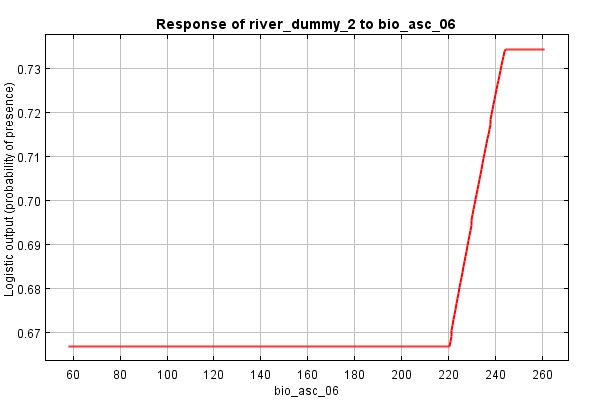 Response of river_dummy_2 to bio_asc_06
Logistic output (probability of presence)
0.73
0.72
0.71
0.70
0.69
0.68
0.67
60 80 100 120 140 160 180 200 220 240 260
bio_asc_06